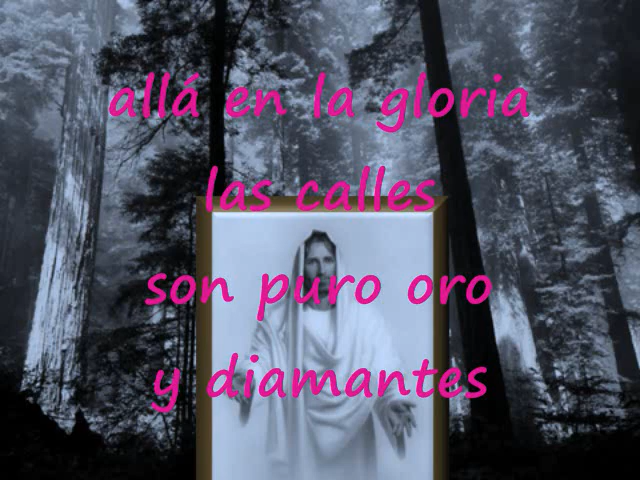 allá en la gloria
las calles
son puro oro
y diamantes